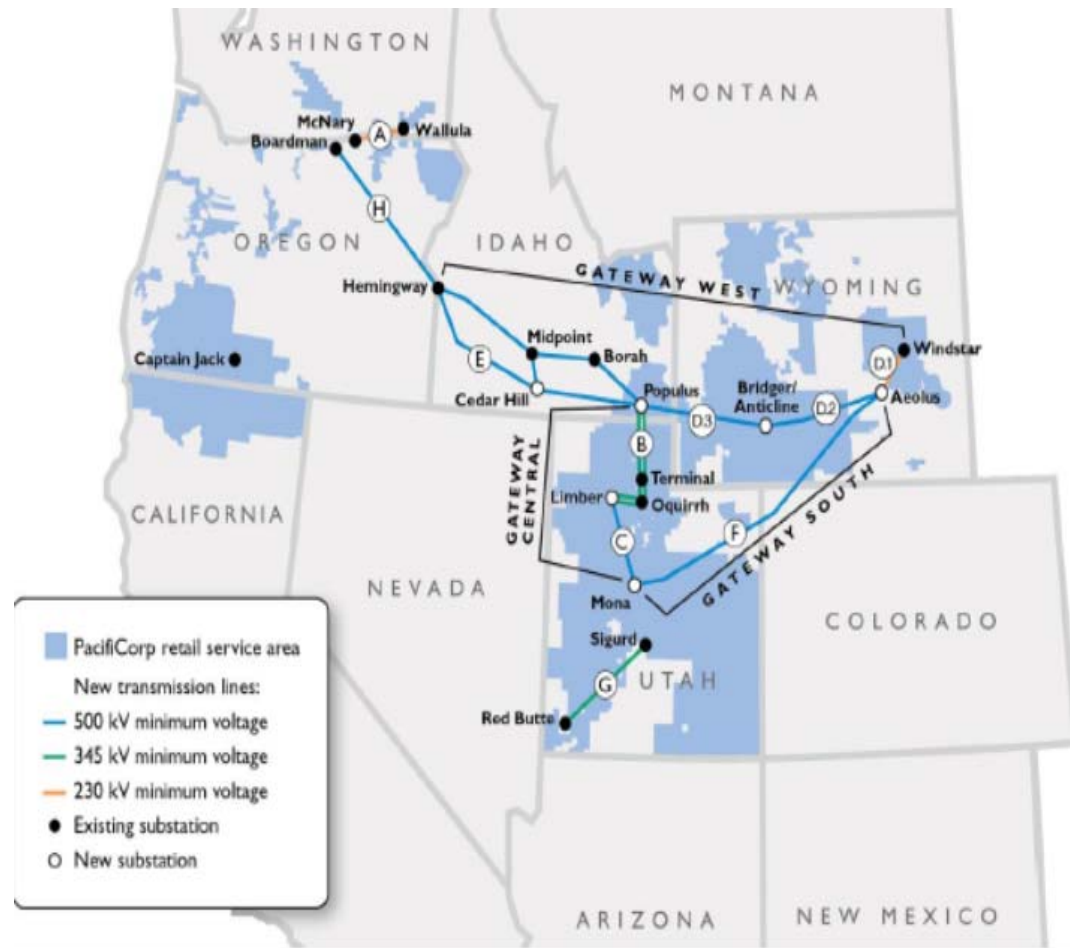 WASHINGTON
MONTANA
McNary
A
Wallula
Boardman
H
OREGON
IDAHO
GATEWAY WEST
WYOMING
Hemingway
Midpoint
Windstar
Captain Jack
E
Borah
D.1
Cedar Hill
Populus
Bridger/
Anticline
Aeolus
D.3
D.2
B
GATEWAY
CENTRAL
Terminal
Limber
Oquirrh
CALIFORNIA
C
F
GATEWAY SOUTH
NEVADA
Mona
COLORADO
Sigurd
G
UTAH
Red Butte
PacifiCorp retail service area
New transmission lines:
500 kV minimum voltage
345 kV minimum voltage
230 kV minimum voltage
Existing substation
New substation
ARIZONA
NEW MEXICO